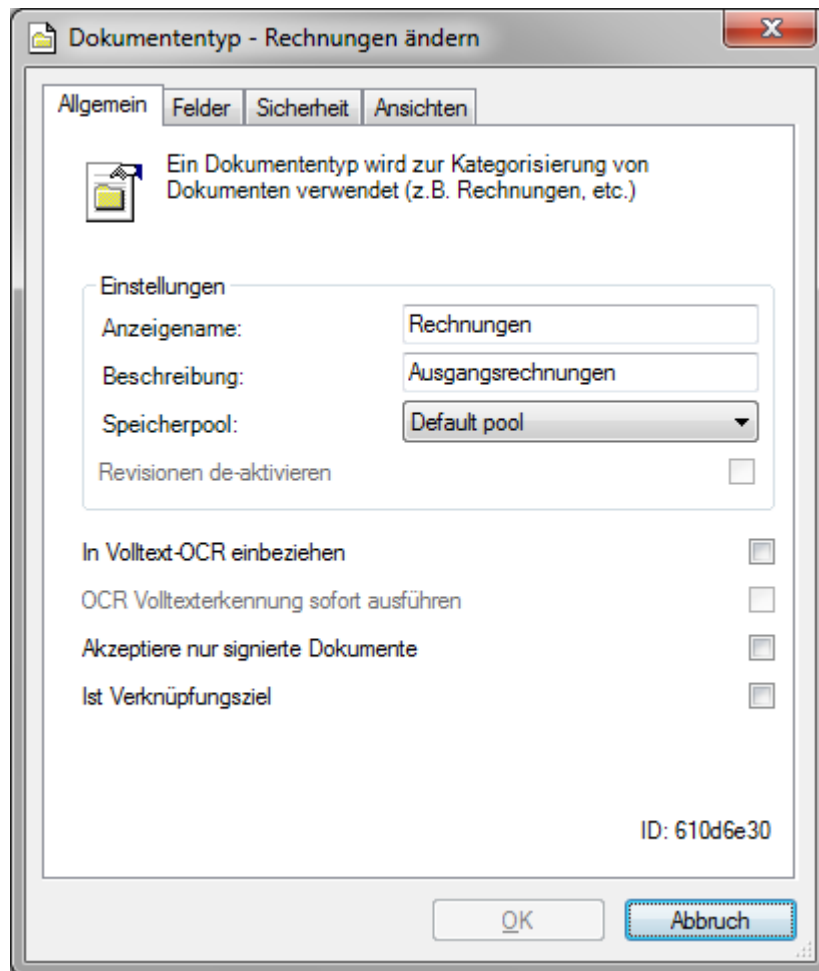 Dokumententyp - Rechnungen ändern
Allgemein Felder Sicherheit Ansichten
Ein Dokumententyp wird zur Kategorisierung von
Dokumenten verwendet (z.B. Rechnungen, etc.)
Einstellungen
Anzeigename: Rechnungen
Beschreibung: Ausgangsrechnungen
Speicherpool: Default pool
Revisionen de-aktivieren
In Volltext-OCR einbeziehen
OCR Volltexterkennung sofort ausführen
Akzeptiere nur signierte Dokumente
Ist Verknüpfungsziel
ID: 610d6e30
OK Abbruch